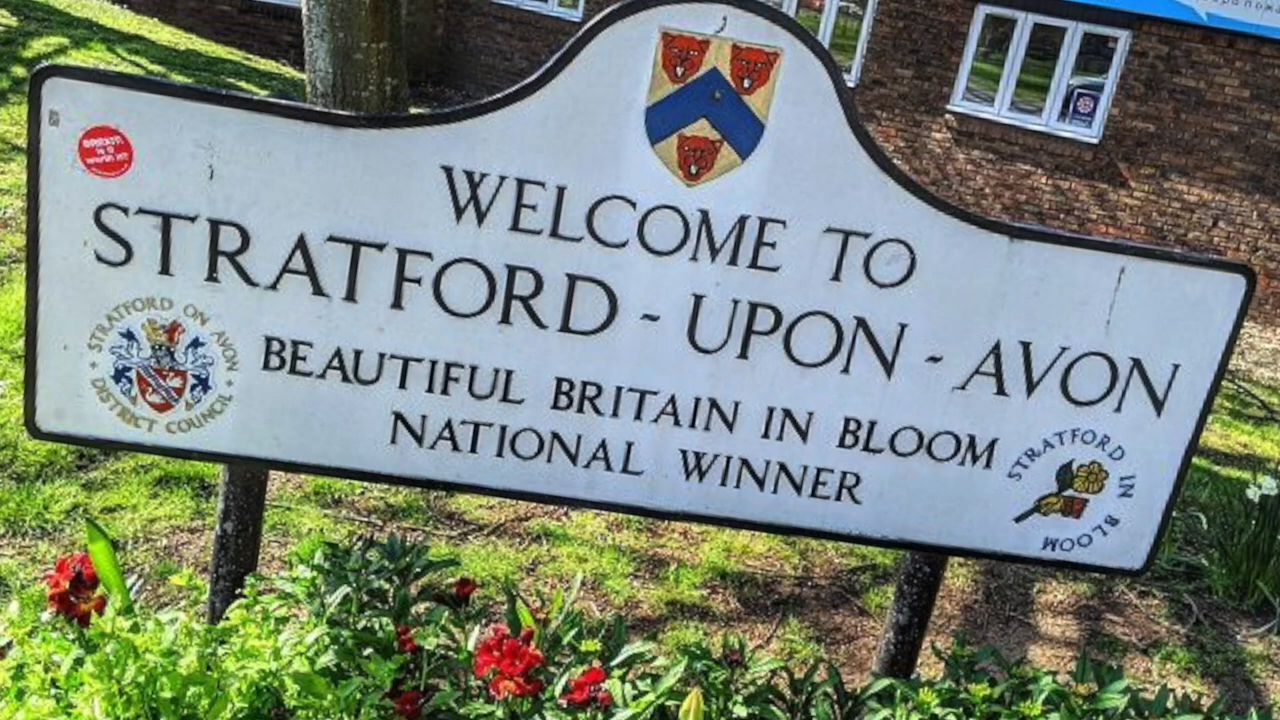 WELCOME TO
STRATFORD - UPON - AVON
BEAUTIFUL BRITAIN IN BLOOM
NATIONAL WINNER
STRATFORD ON AVON
DISTRICT COUNCIL
STRATFORD IN BLOOM